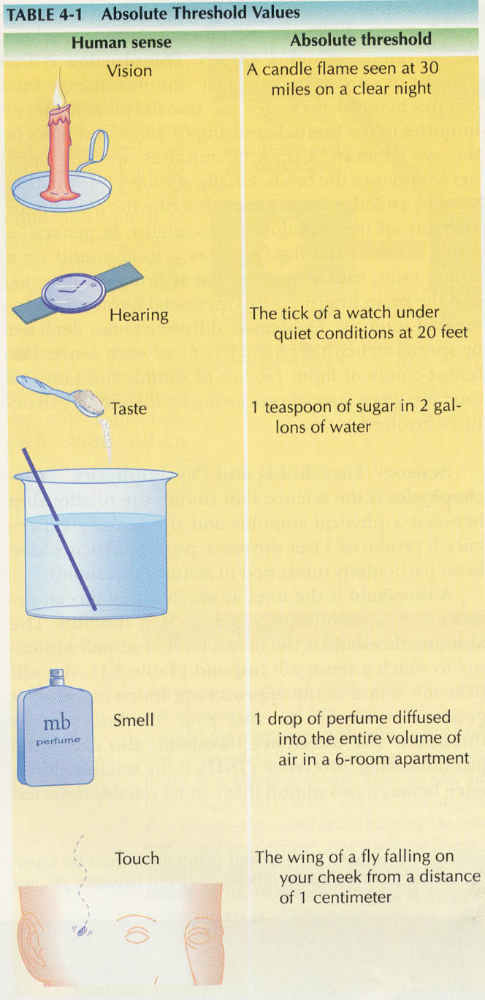 TABLE 4-1 Absolute Threshold Values
Human sense Absolute threshold
Vision A candle flame seen at 30
miles on a clear night
Hearing The tick of a watch under
quiet conditions at 20 feet
Taste 1 teaspoon of sugar in 2 gal-
lons of water
mb
perfume
Smell 1 drop of perfume diffused
into the entire volume of
air in a 6-room apartment
Touch The wing of a fly falling on
your cheek from a distance
of 1 centimeter